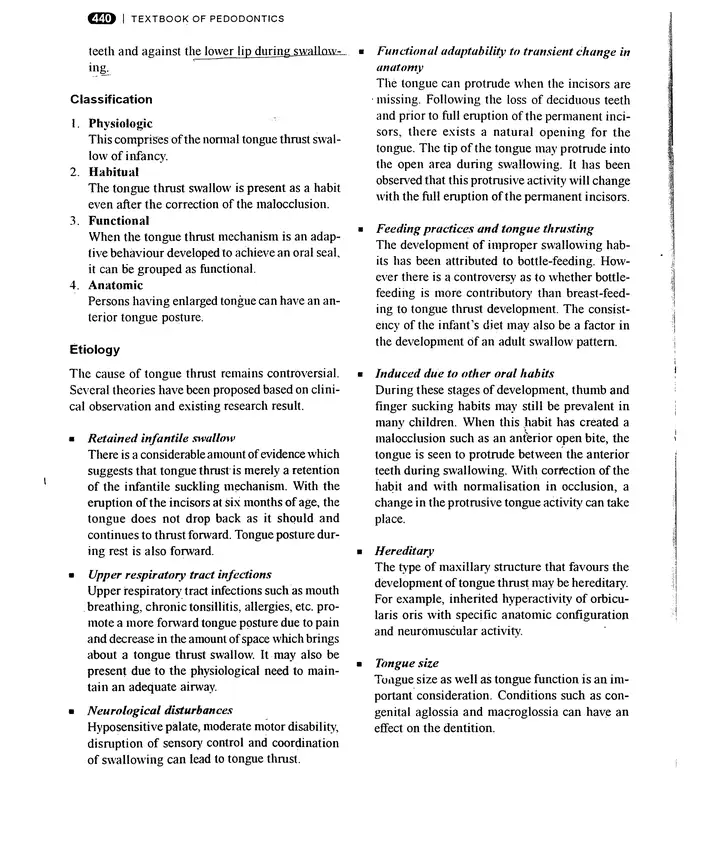 440 | TEXTBOOK OF PEDODONTICS
teeth and against the lower lip during swallow-
ing.
Classification
1. Physiologic
This comprises of the normal tongue thrust swal-
low of infancy.
2. Habitual
The tongue thrust swallow is present as a habit
even after the correction of the malocclusion.
3. Functional
When the tongue thrust mechanism is an adap-
tive behaviour developed to achieve an oral seal,
it can be grouped as functional.
4. Anatomic
Persons having enlarged tongue can have an an-
terior tongue posture.
Etiology
The cause of tongue thrust remains controversial.
Several theories have been proposed based on clini-
cal observation and existing research result.
■ Retained infantile swallow
There is a considerable amount of evidence which
suggests that tongue thrust is merely a retention
of the infantile suckling mechanism. With the
eruption of the incisors at six months of age, the
tongue does not drop back as it should and
continues to thrust forward. Tongue posture dur-
ing rest is also forward.
■ Upper respiratory tract infections
Upper respiratory tract infections such as mouth
breathing, chronic tonsillitis, allergies, etc. pro-
mote a more forward tongue posture due to pain
and decrease in the amount of space which brings
about a tongue thrust swallow. It may also be
present due to the physiological need to main-
tain an adequate airway.
■ Neurological disturbances
Hyposensitive palate, moderate motor disability,
disruption of sensory control and coordination
of swallowing can lead to tongue thrust.
■ Functional adaptability to transient change in
anatomy
The tongue can protrude when the incisors are
missing. Following the loss of deciduous teeth
and prior to full eruption of the permanent inci-
sors, there exists a natural opening for the
tongue. The tip of the tongue may protrude into
the open area during swallowing. It has been
observed that this protrusive activity will change
with the full eruption of the permanent incisors.
■ Feeding practices and tongue thrusting
The development of improper swallowing hab-
its has been attributed to bottle-feeding. How-
ever there is a controversy as to whether bottle-
feeding is more contributory than breast-feed-
ing to tongue thrust development. The consist-
ency of the infant's diet may also be a factor in
the development of an adult swallow pattern.
■ Induced due to other oral habits
During these stages of development, thumb and
finger sucking habits may still be prevalent in
many children. When this habit has created a
malocclusion such as an anterior open bite, the
tongue is seen to protrude between the anterior
teeth during swallowing. With correction of the
habit and with normalisation in occlusion, a
change in the protrusive tongue activity can take
place.
■ Hereditary
The type of maxillary structure that favours the
development of tongue thrust may be hereditary.
For example, inherited hyperactivity of orbicu-
laris oris with specific anatomic configuration
and neuromuscular activity.
■ Tongue size
Tongue size as well as tongue function is an im-
portant consideration. Conditions such as con-
genital aglossia and macroglossia can have an
effect on the dentition.